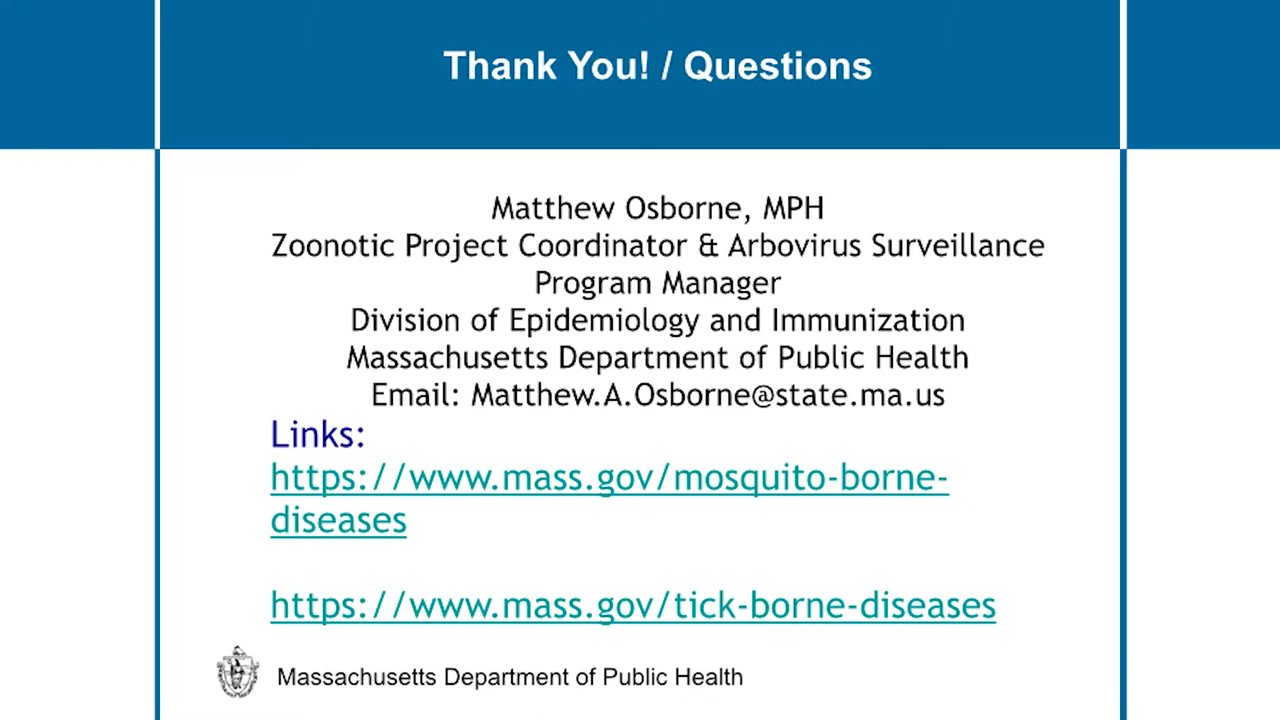 Thank You! / Questions
Matthew Osborne, MPH
Zoonotic Project Coordinator & Arbovirus Surveillance
Program Manager
Division of Epidemiology and Immunization
Massachusetts Department of Public Health
Email: Matthew.A.Osborne@state.ma.us
Links:
https://www.mass.gov/mosquito-borne-
diseases
https://www.mass.gov/tick-borne-diseases
Massachusetts Department of Public Health